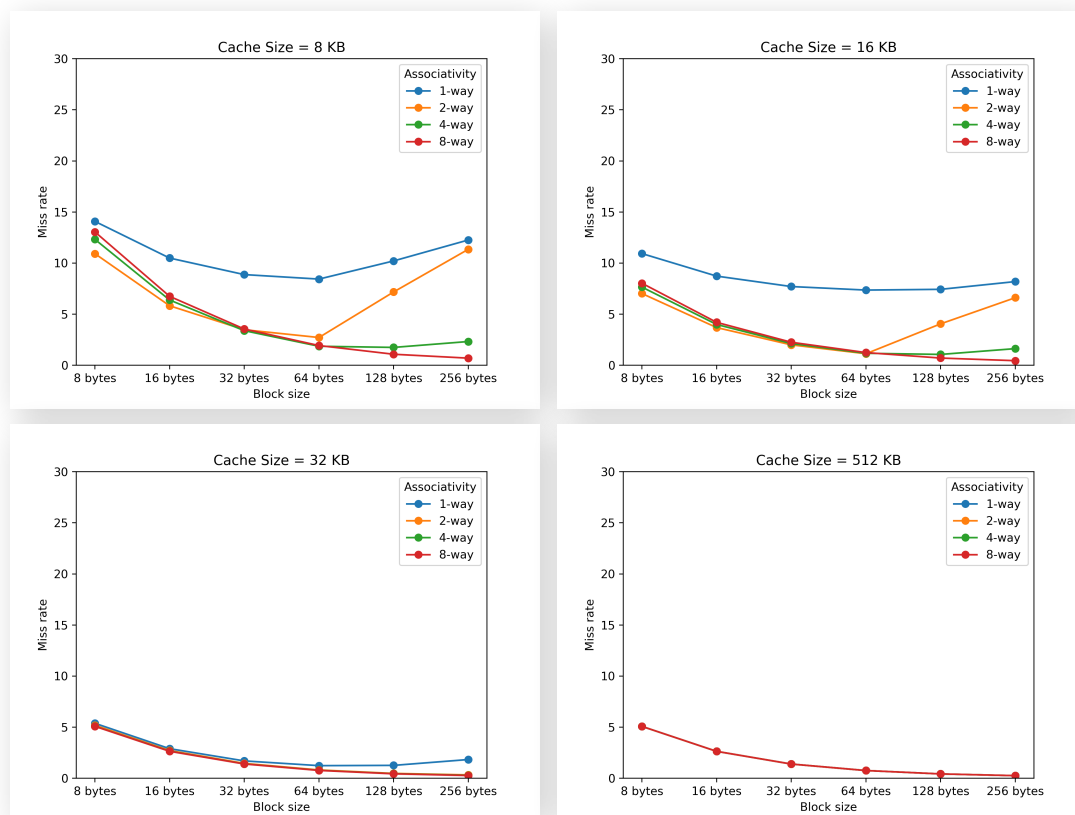 Cache Size = 8 KB
30
25
20
15
10
5
0
Miss rate
Associativity
1-way
2-way
4-way
8-way
8 bytes 16 bytes 32 bytes 64 bytes 128 bytes 256 bytes
Block size
Cache Size = 16 KB
30
25
20
15
10
5
0
Miss rate
Associativity
1-way
2-way
4-way
8-way
8 bytes 16 bytes 32 bytes 64 bytes 128 bytes 256 bytes
Block size
Cache Size = 32 KB
30
25
20
15
10
5
0
Miss rate
Associativity
1-way
2-way
4-way
8-way
8 bytes 16 bytes 32 bytes 64 bytes 128 bytes 256 bytes
Block size
Cache Size = 512 KB
30
25
20
15
10
5
0
Miss rate
Associativity
1-way
2-way
4-way
8-way
8 bytes 16 bytes 32 bytes 64 bytes 128 bytes 256 bytes
Block size